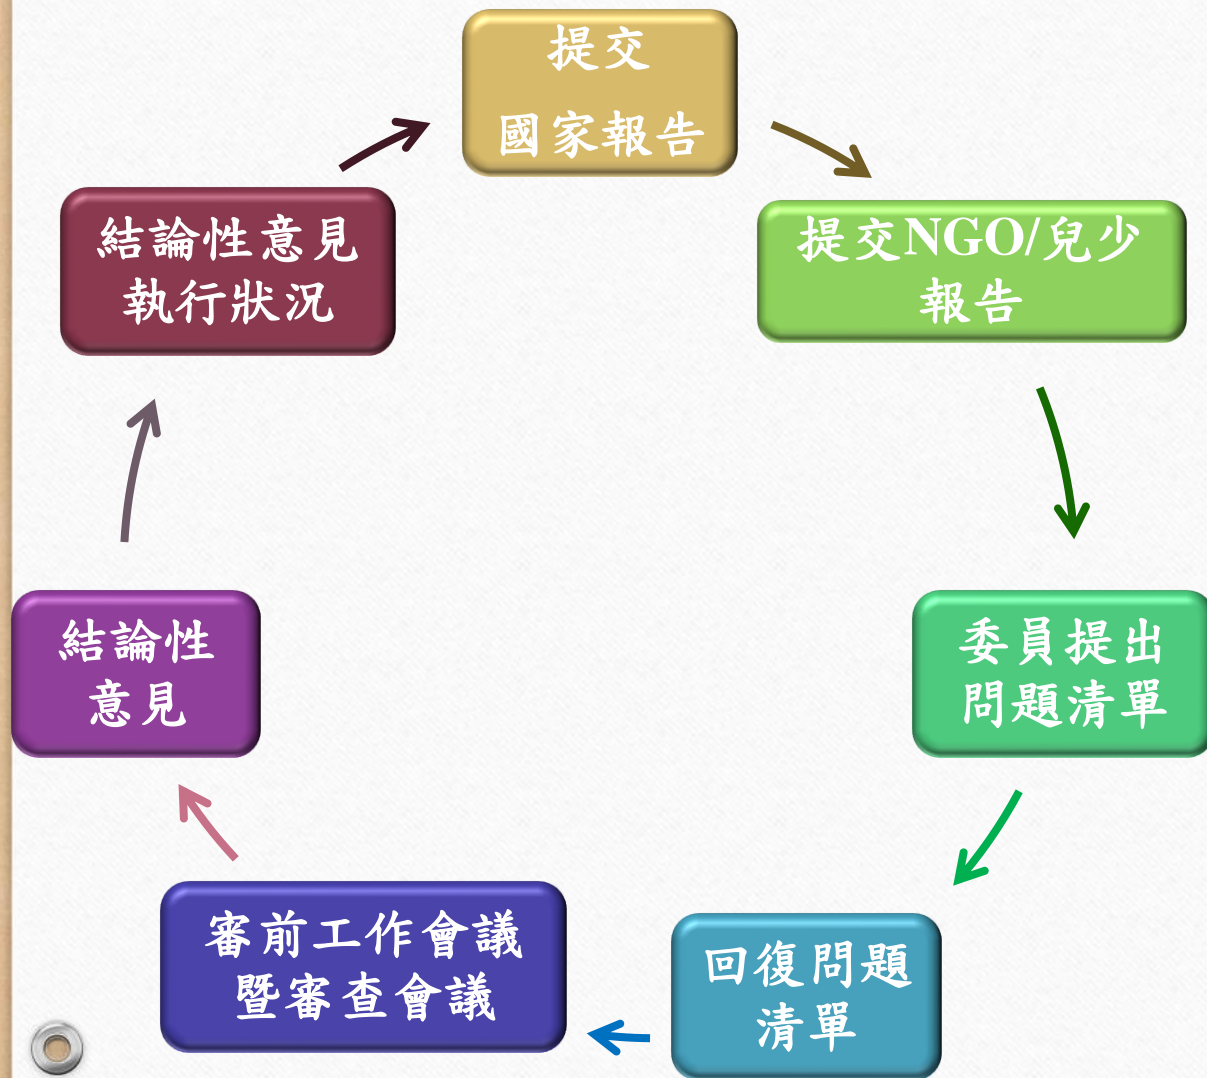 提交
國家報告
提交NGO/兒少
報告
委員提出
問題清單
回復問題
清單
審前工作會議
暨審查會議
結論性
意見
結論性意見
執行狀況